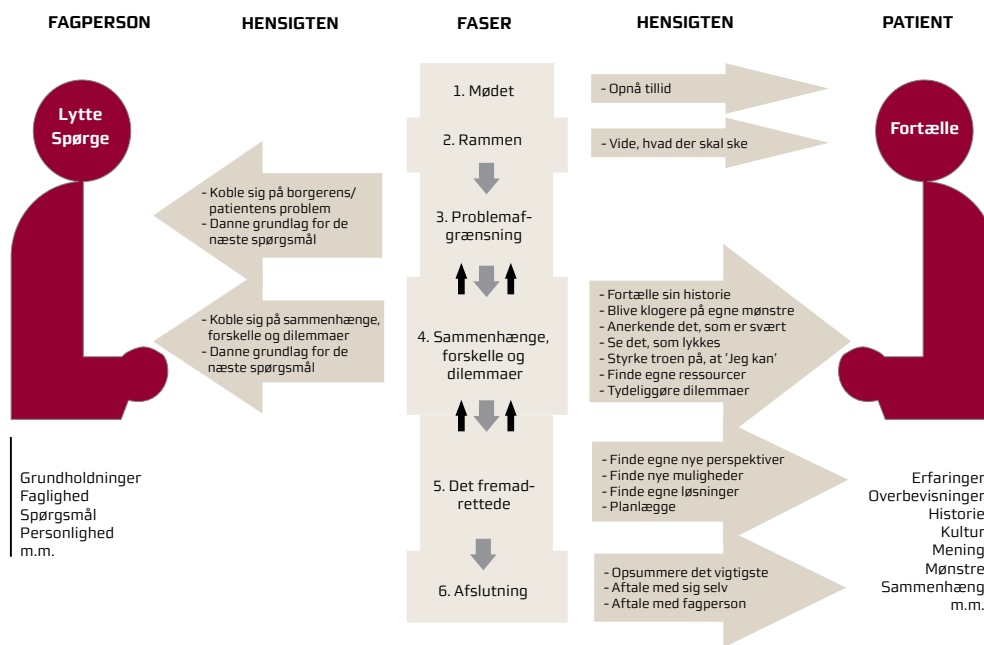 FAGPERSON
HENSIGTEN
FASER
HENSIGTEN
PATIENT
Lytte
Spørge
Fortælle
1. Mødet
- Opnå tillid
2. Rammen
- Vide, hvad der skal ske
- Koble sig på borgerens/
patientens problem
- Danne grundlag for de
næste spørgsmål
3. Problemaf-
grænsning
- Koble sig på sammenhænge,
forskelle og dilemmaer
- Danne grundlag for de
næste spørgsmål
4. Sammenhænge,
forskelle og
dilemmaer
- Fortælle sin historie
- Blive klogere på egne mønstre
- Anerkende det, som er svært
- Se det, som lykkes
- Styrke troen på, at 'Jeg kan'
- Finde egne ressourcer
- Tydeliggøre dilemmaer
5. Det fremad-
rettede
- Finde egne nye perspektiver
- Finde nye muligheder
- Finde egne løsninger
- Planlægge
6. Afslutning
- Opsummere det vigtigste
- Aftale med sig selv
- Aftale med fagperson
Grundholdninger
Faglighed
Spørgsmål
Personlighed
m.m.
Erfaringer
Overbevisninger
Historie
Kultur
Mening
Mønstre
Sammenhæng
m.m.